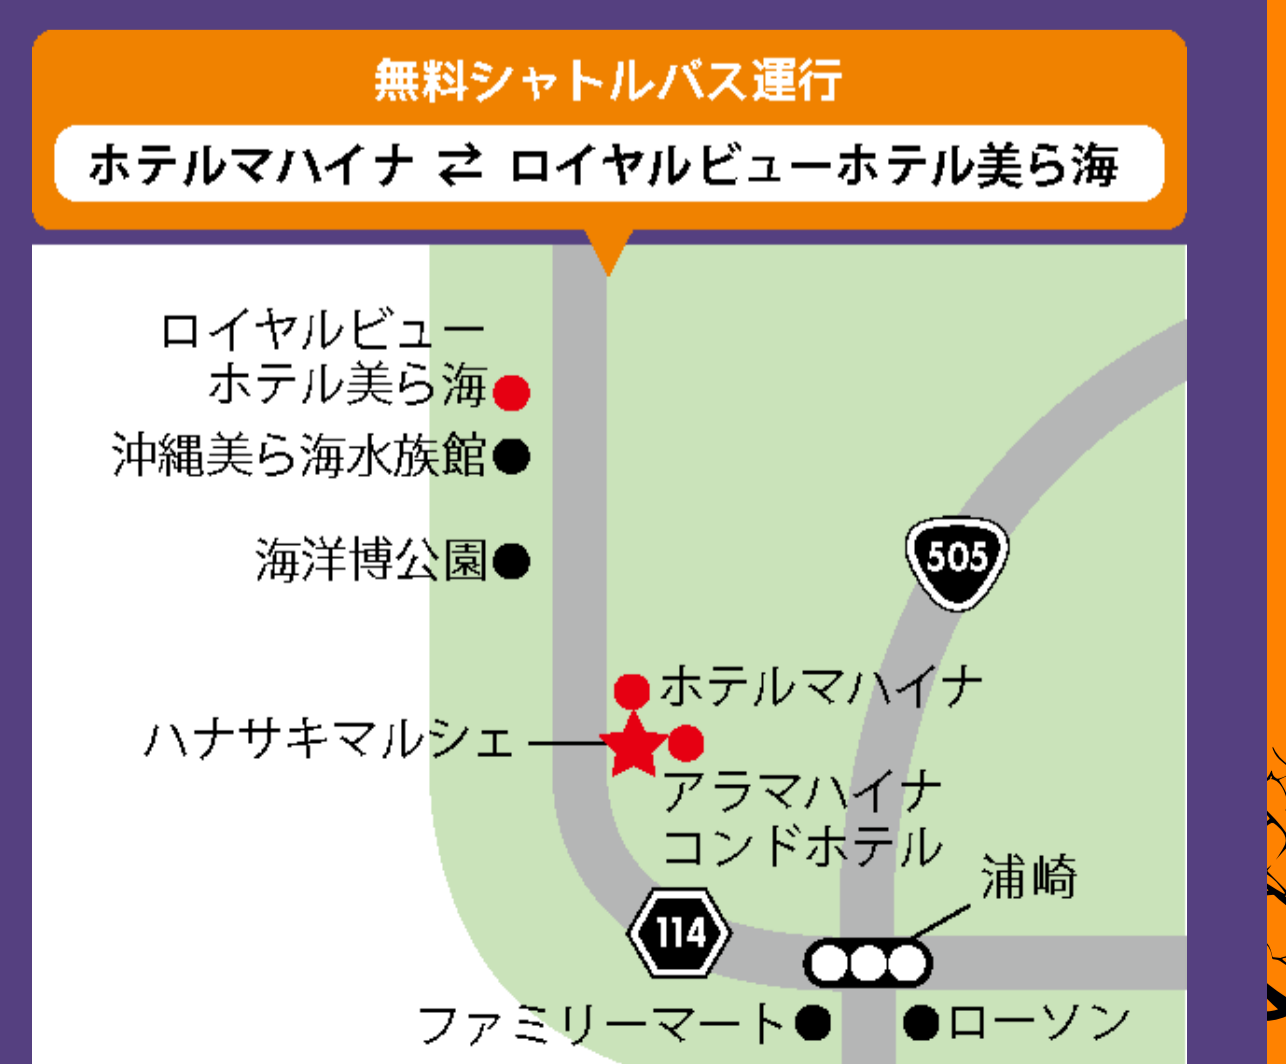 無料シャトルバス運行
ホテルマハイナ ⇄ ロイヤルビューホテル美ら海
ロイヤルビュー
ホテル美ら海
沖縄美ら海水族館
海洋博公園
505
ホテルマハイナ
ハナサキマルシェ
アラマハイナ
コンドホテル
浦崎
114
ファミリーマート
ローソン